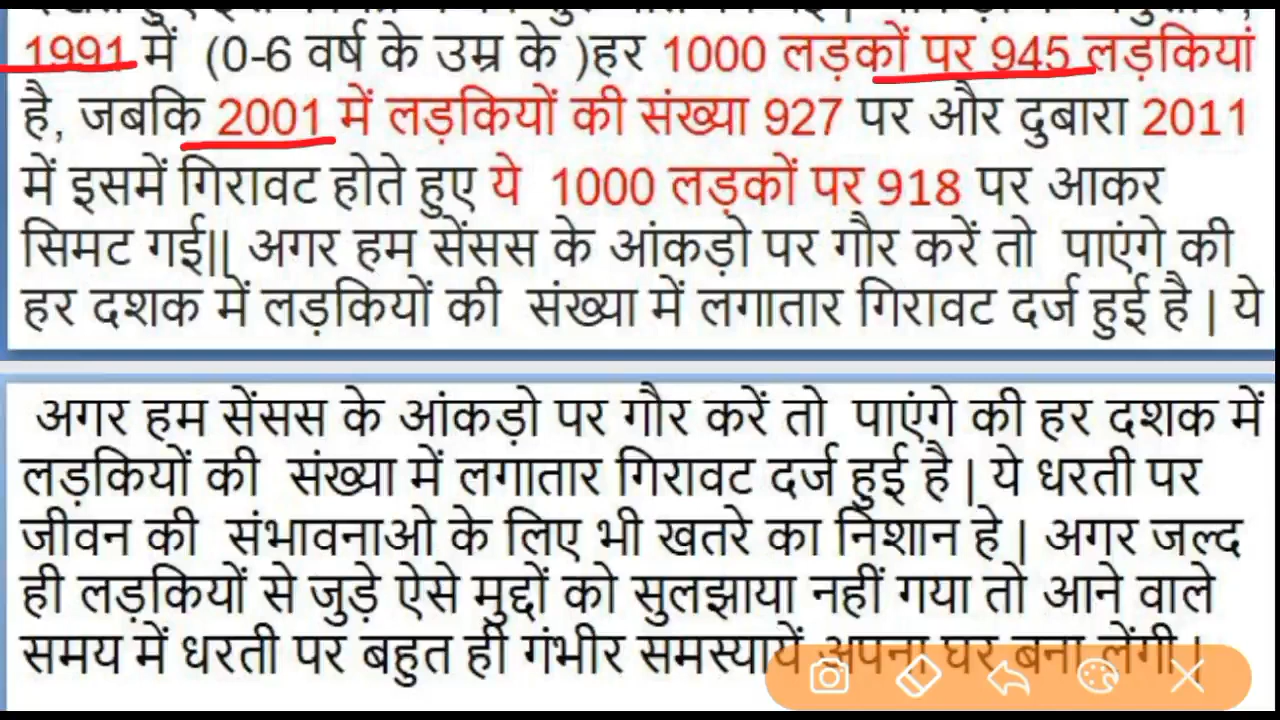 1991 में (0-6 वर्ष के उम्र के )हर 1000 लड़कों पर 945 लड़कियां
है, जबकि 2001 में लड़कियों की संख्या 927 पर और दुबारा 2011
में इसमें गिरावट होते हुए ये 1000 लड़कों पर 918 पर आकर
सिमट गई|| अगर हम सेंसस के आंकड़ो पर गौर करें तो पाएंगे की
हर दशक में लड़कियों की संख्या में लगातार गिरावट दर्ज हुई है | ये
अगर हम सेंसस के आंकड़ो पर गौर करें तो पाएंगे की हर दशक में
लड़कियों की संख्या में लगातार गिरावट दर्ज हुई है | ये धरती पर
जीवन की संभावनाओ के लिए भी खतरे का निशान हे | अगर जल्द
ही लड़कियों से जुड़े ऐसे मुद्दों को सुलझाया नहीं गया तो आने वाले
समय में धरती पर बहुत ही गंभीर समस्यायें अपना घर बना लेंगी |